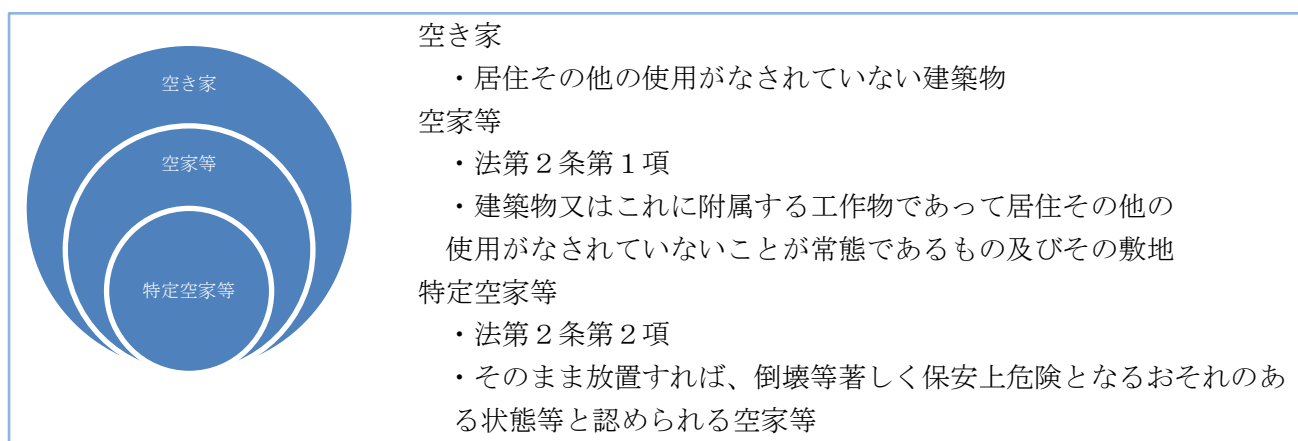 空き家
空家等
特定空家等
空き家
・居住その他の使用がなされていない建築物
空家等
・法第２条第１項
・建築物又はこれに附属する工作物であって居住その他の
使用がなされていないことが常態であるもの及びその敷地
特定空家等
・法第２条第２項
・そのまま放置すれば、倒壊等著しく保安上危険となるおそれのあ
る状態等と認められる空家等